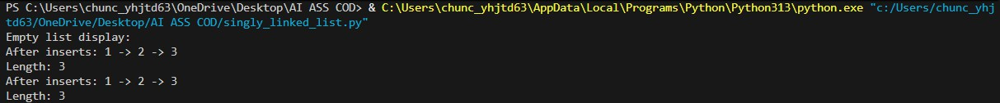 PS C:\Users\chunc_yhjtd63\OneDrive\Desktop\AI ASS COD> & C:\Users\chunc_yhjtd63\AppData\Local\Programs\Python\Python313\python.exe "c:/Users/chunc_yhj
td63/OneDrive/Desktop/AI ASS COD/singly_linked_list.py"
Empty list display:
After inserts: 1 -> 2 -> 3
Length: 3
After inserts: 1 -> 2 -> 3
Length: 3